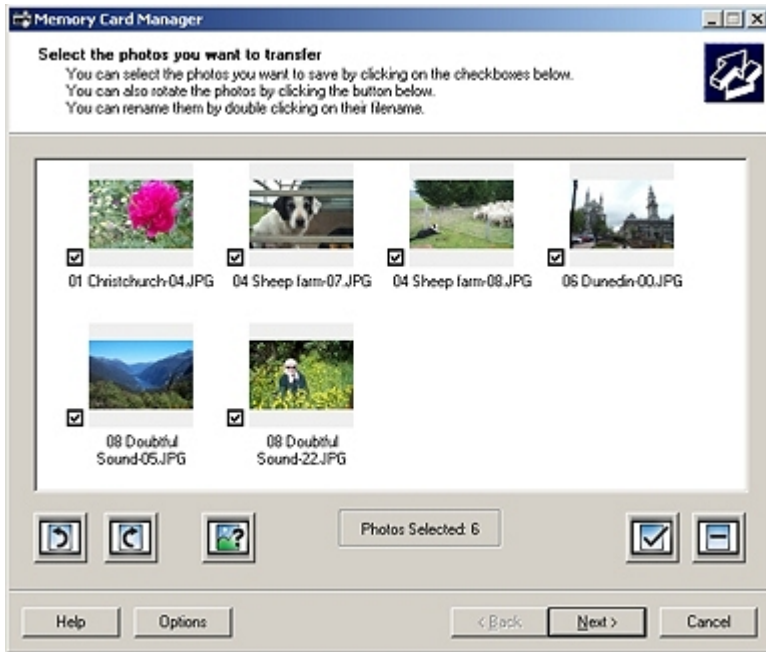 Memory Card Manager
Select the photos you want to transfer
You can select the photos you want to save by clicking on the checkboxes below.
You can also rotate the photos by clicking the button below.
You can rename them by double clicking on their filename.
01 Christchurch-04.JPG
04 Sheep farm-07.JPG
04 Sheep farm-08.JPG
06 Dunedin-00.JPG
08 Doubtful
Sound-05.JPG
08 Doubtful
Sound-22.JPG
?
Photos Selected: 6
Help
Options
< Back
Next >
Cancel